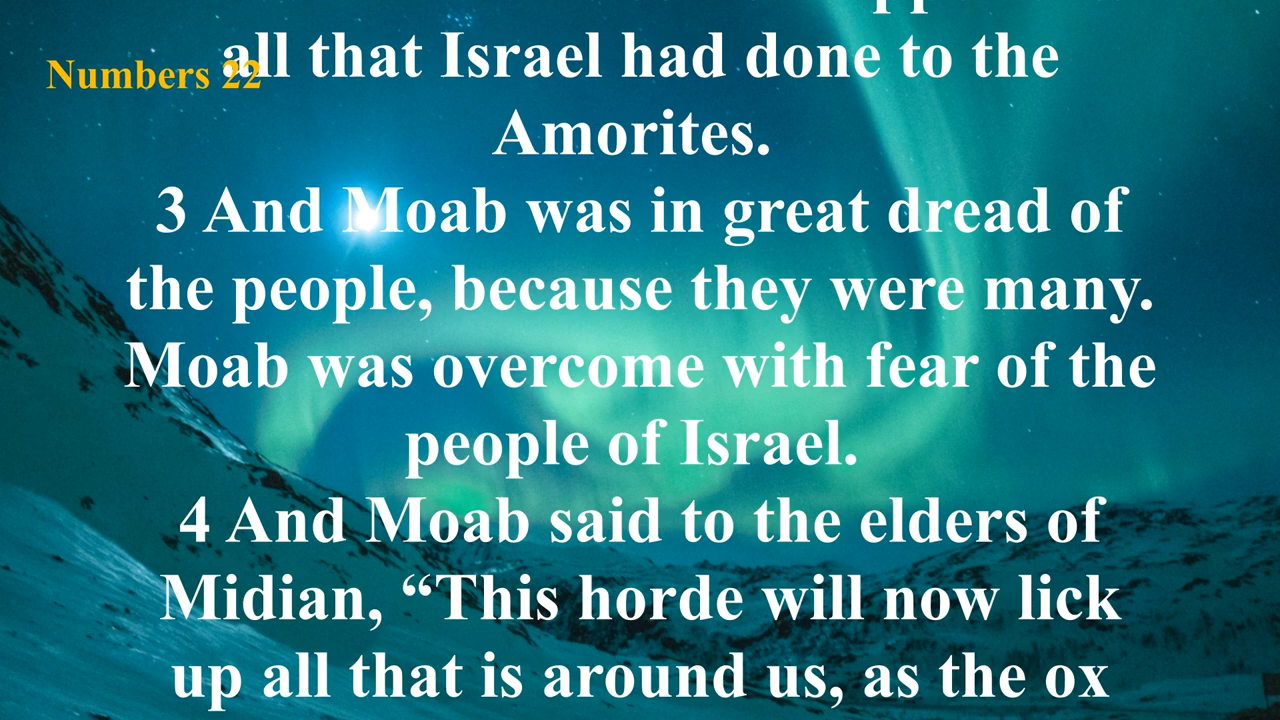 Numbers 22
all that Israel had done to the
Amorites.
3 And Moab was in great dread of
the people, because they were many.
Moab was overcome with fear of the
people of Israel.
4 And Moab said to the elders of
Midian, “This horde will now lick
up all that is around us, as the ox